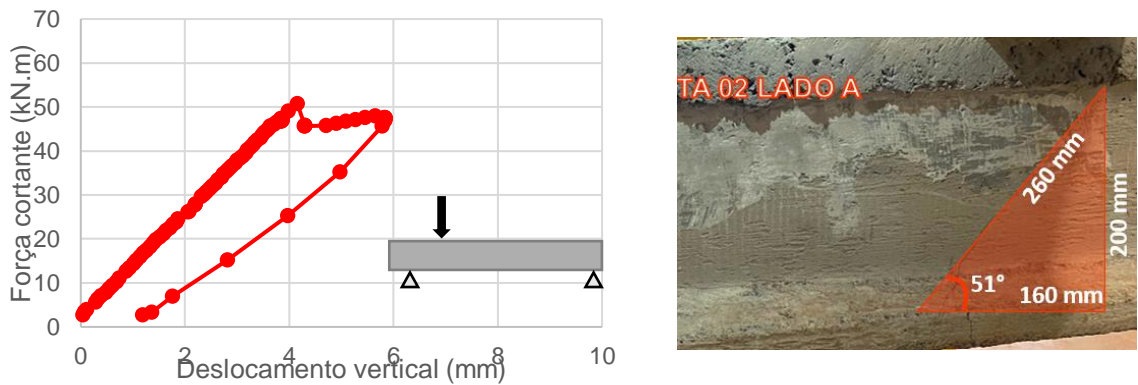 Força cortante (kN.m)
70
60
50
40
30
20
10
0
0 2 4 6 8 10
Deslocamento vertical (mm)
TA 02 LADO A
260 mm
200 mm
51°
160 mm